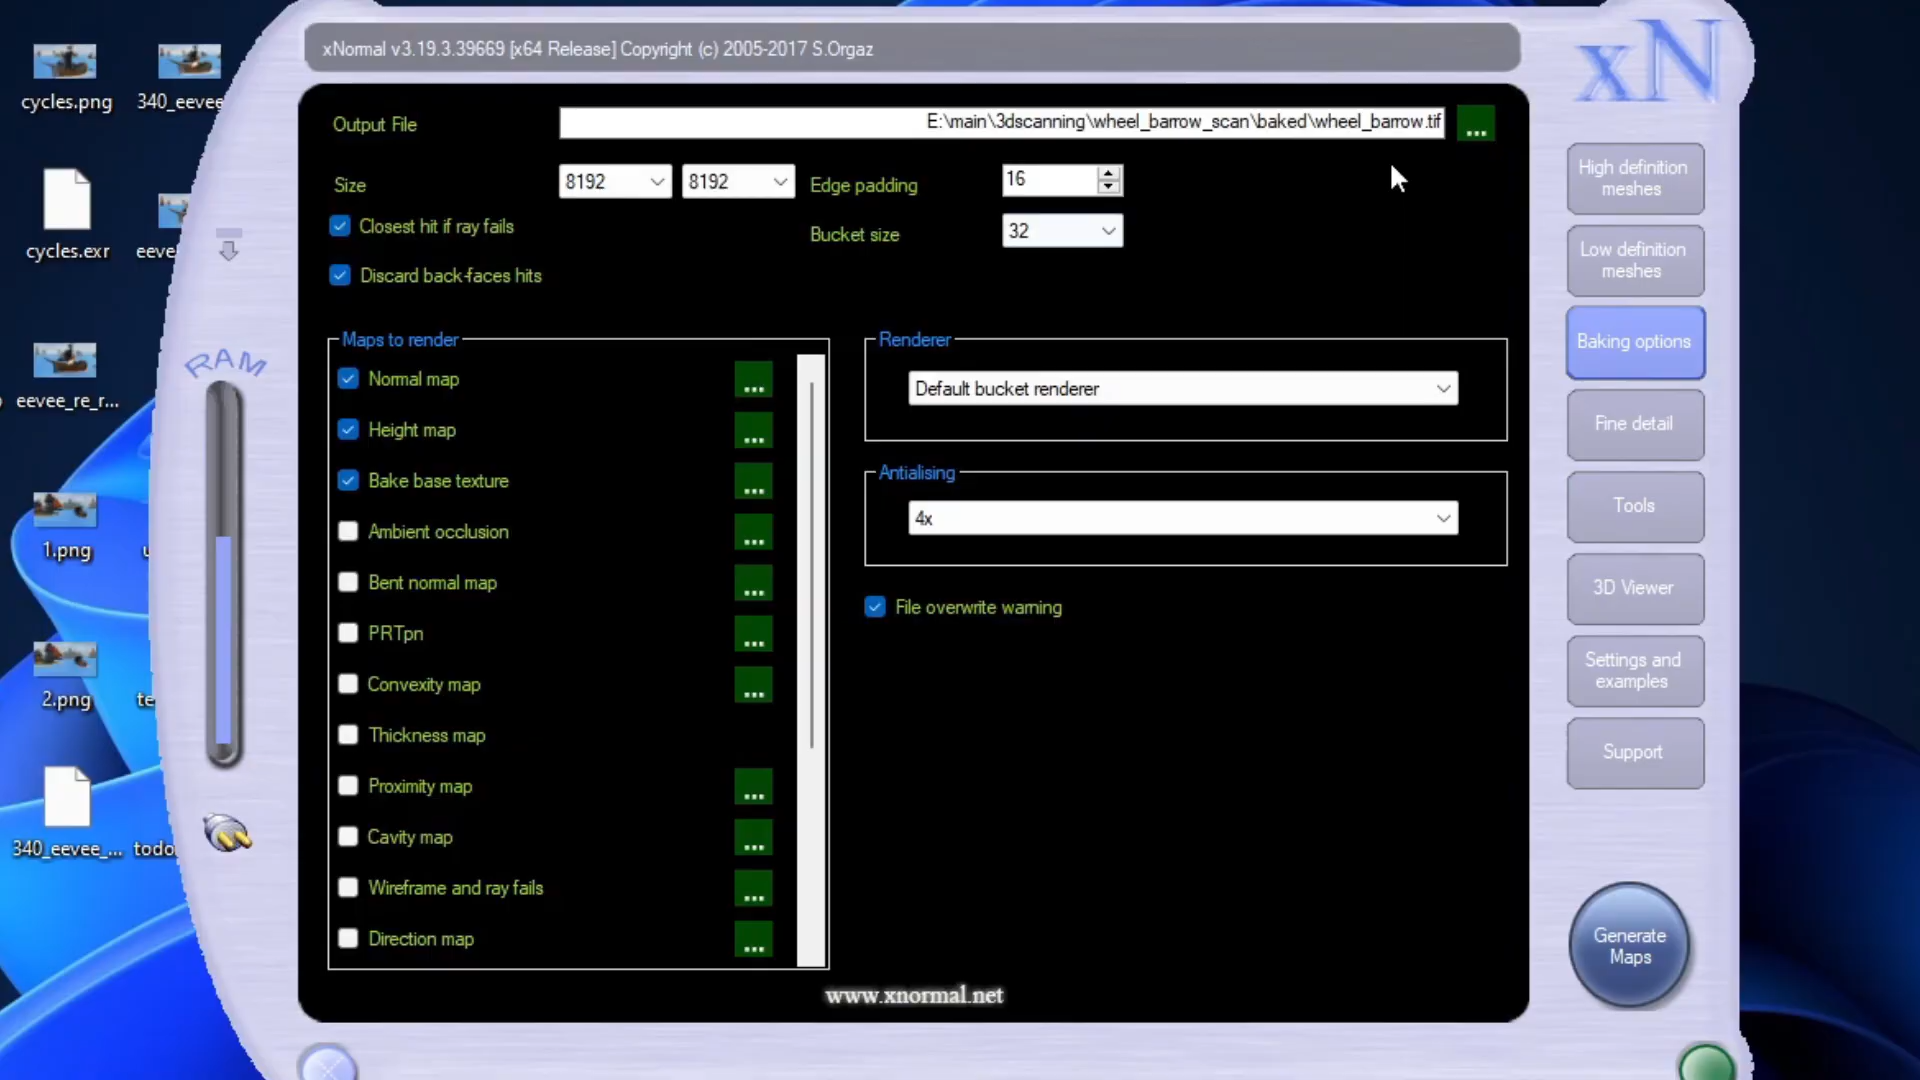 xNormal v3.19.3.39669 [x64 Release] Copyright (c) 2005-2017 S.Orgaz
xN
cycles.png
340_eevee
cycles.exr
eeve
eevee_re_r...
1.png
2.png
te
340_eevee_...
todo
RAM
Output File
E:\main\3dscanning\wheel_barrow_scan\baked\wheel_barrow.tif
...
Size
8192
8192
Edge padding
16
Closest hit if ray fails
Bucket size
32
Discard back-faces hits
Maps to render
Normal map
...
Height map
...
Bake base texture
...
Ambient occlusion
...
Bent normal map
...
PRTpn
...
Convexity map
...
Thickness map
Proximity map
...
Cavity map
...
Wireframe and ray fails
...
Direction map
...
Renderer
Default bucket renderer
Antialising
4x
File overwrite warning
www.xnormal.net
High definition
meshes
Low definition
meshes
Baking options
Fine detail
Tools
3D Viewer
Settings and
examples
Support
Generate
Maps